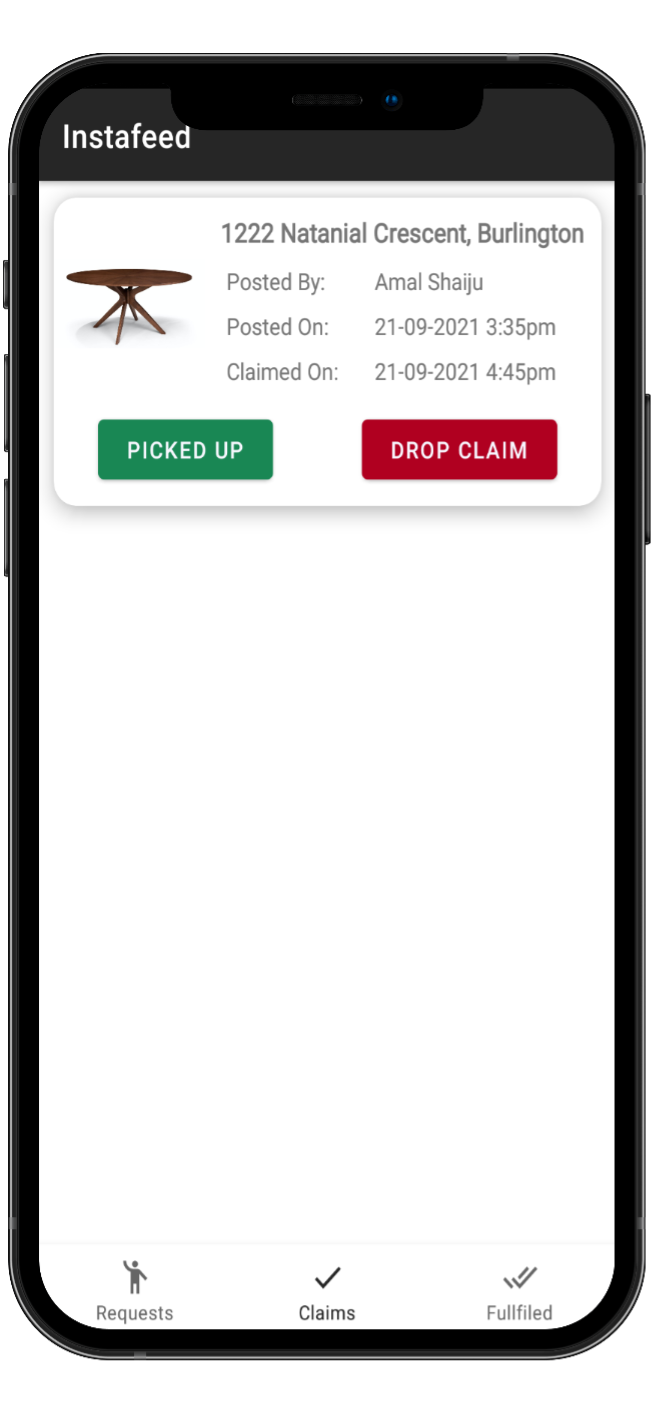 Instafeed
1222 Natanial Crescent, Burlington
Posted By: Amal Shaiju
Posted On: 21-09-2021 3:35pm
Claimed On: 21-09-2021 4:45pm
PICKED UP DROP CLAIM
Requests Claims Fullfiled